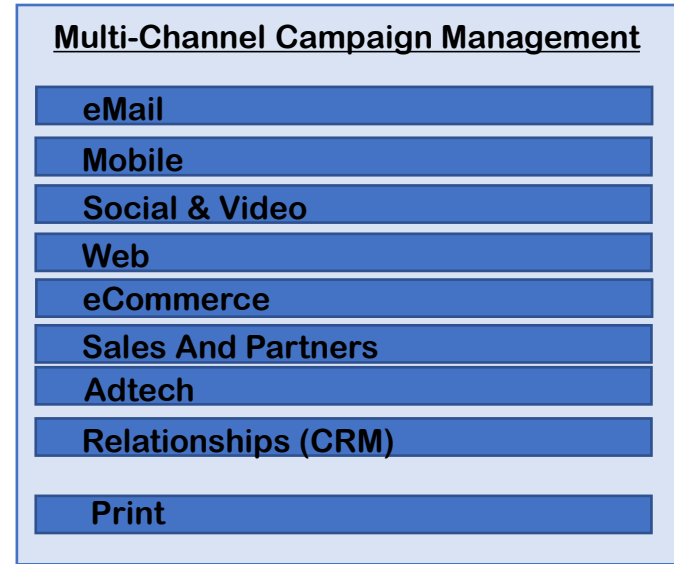 Multi-Channel Campaign Management
eMail
Mobile
Social & Video
Web
eCommerce
Sales And Partners
Adtech
Relationships (CRM)
Print